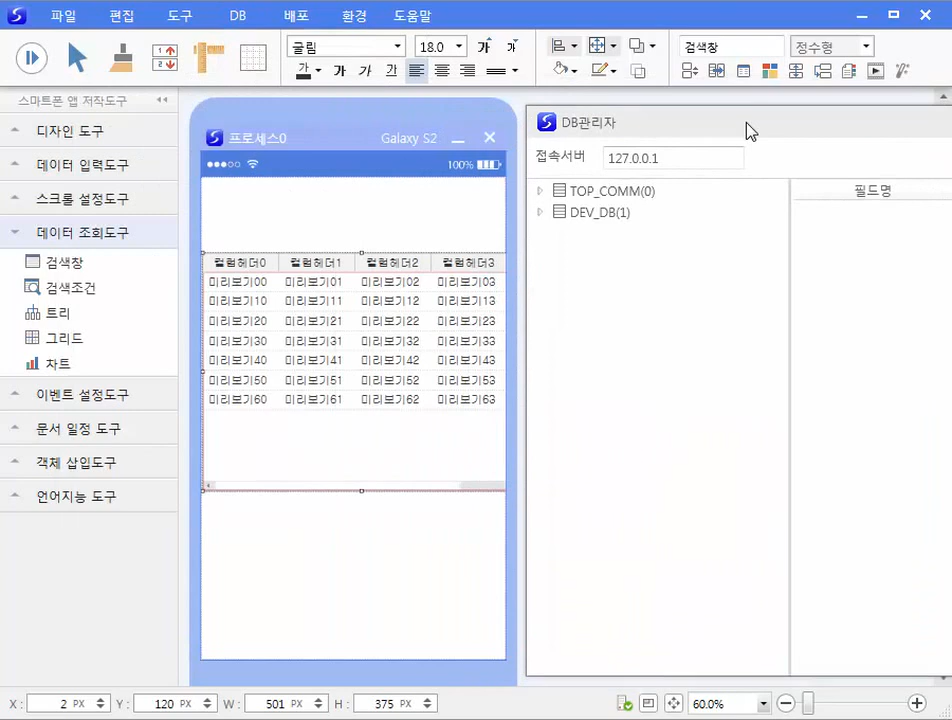 파일 편집 도구 DB 배포 환경 도움말
굴림 18.0 가 가 검색창 정수형
가 가 가 가
스마트폰 앱 저작도구
디자인 도구
데이터 입력도구
스크롤 설정도구
데이터 조회도구
검색창
검색조건
트리
그리드
차트
이벤트 설정도구
문서 일정 도구
객체 삽입도구
언어지능 도구
프로세스0 Galaxy S2
100%
컬럼헤더0 컬럼헤더1 컬럼헤더2 컬럼헤더3
미리보기00 미리보기01 미리보기02 미리보기03
미리보기10 미리보기11 미리보기12 미리보기13
미리보기20 미리보기21 미리보기22 미리보기23
미리보기30 미리보기31 미리보기32 미리보기33
미리보기40 미리보기41 미리보기42 미리보기43
미리보기50 미리보기51 미리보기52 미리보기53
미리보기60 미리보기61 미리보기62 미리보기63
DB관리자
접속서버 127.0.0.1
TOP_COMM(0)
DEV_DB(1)
필드명
X : 2 PX Y : 120 PX W : 501 PX H : 375 PX 60.0%